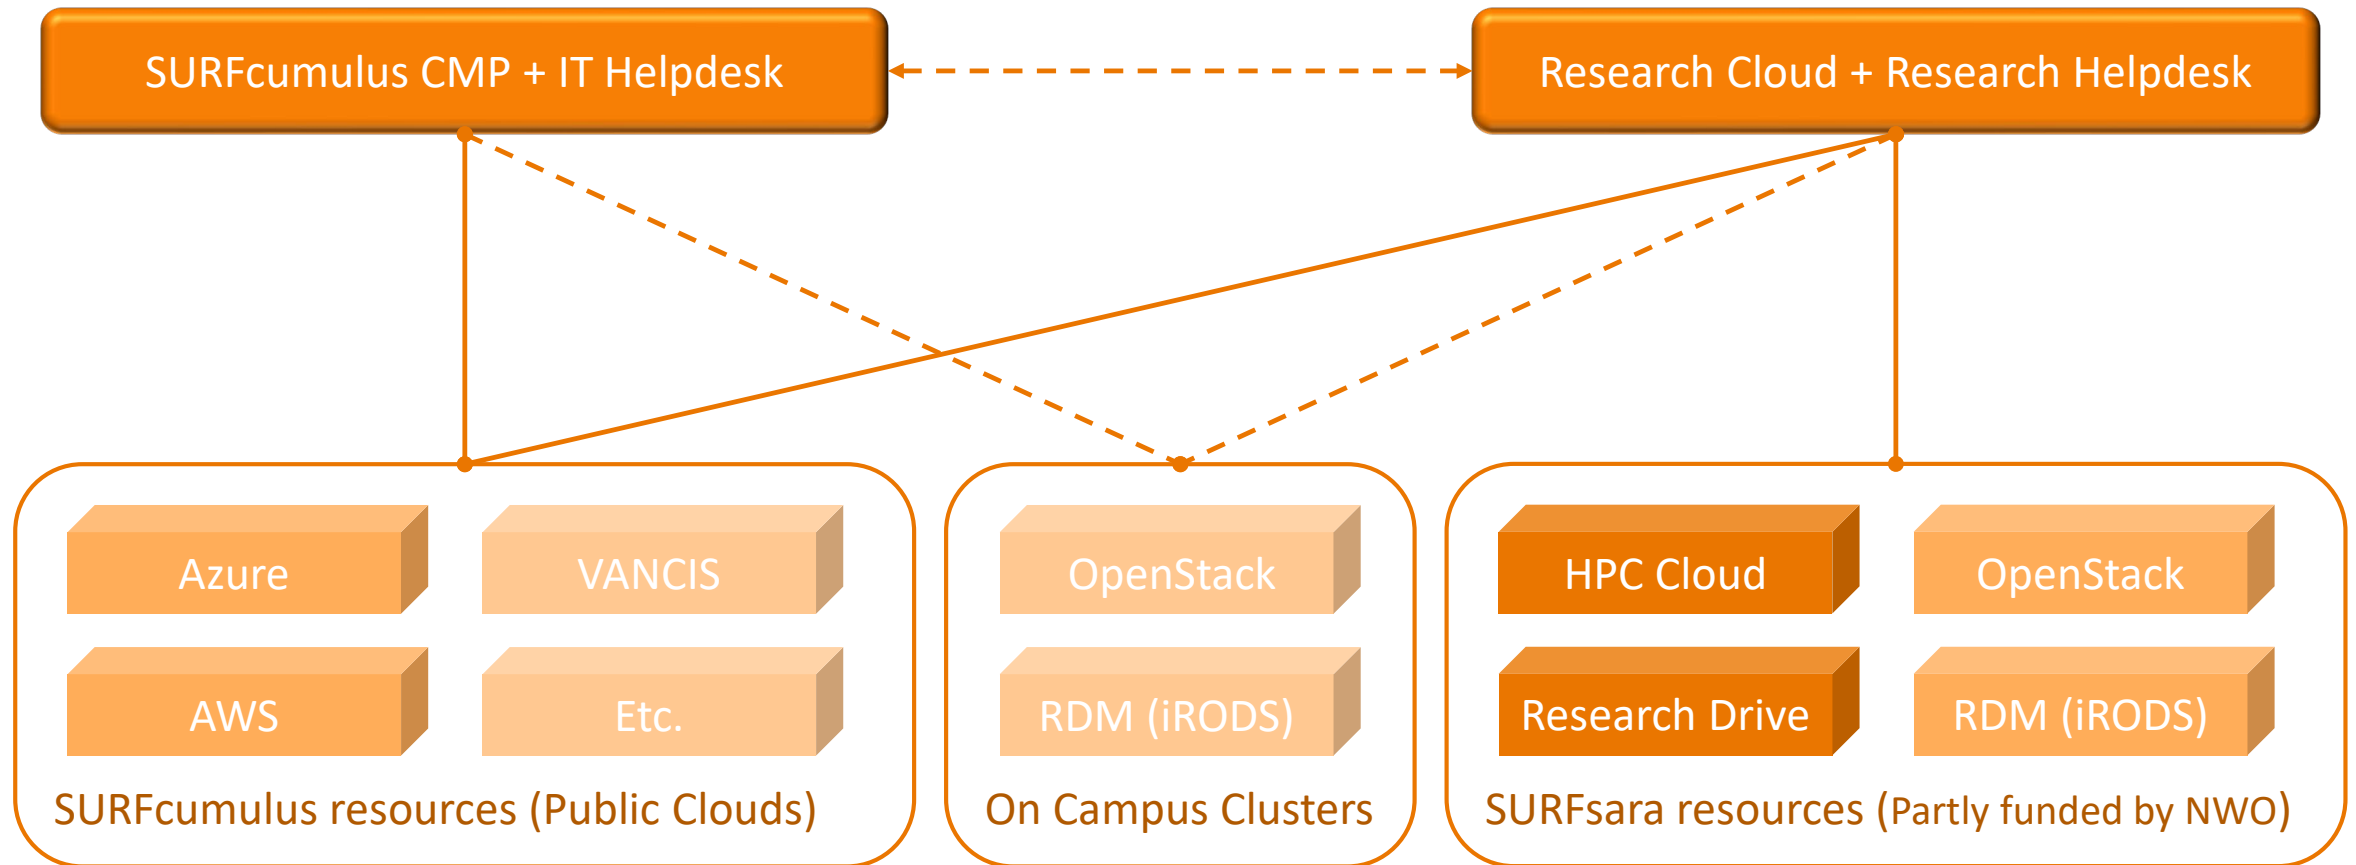 SURFcumulus CMP + IT Helpdesk
Research Cloud + Research Helpdesk
Azure
VANCIS
AWS
Etc.
SURFcumulus resources (Public Clouds)
OpenStack
RDM (iRODS)
On Campus Clusters
HPC Cloud
OpenStack
Research Drive
RDM (iRODS)
SURFsara resources (Partly funded by NWO)